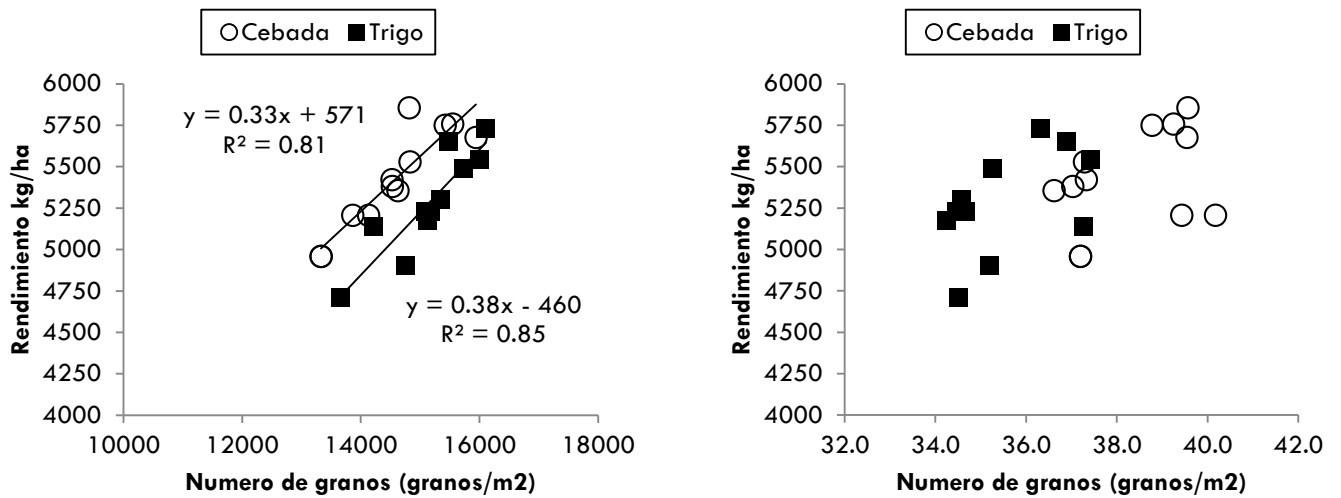 Cebada Trigo
6000
5750
5500
5250
5000
4750
4500
4250
4000
Rendimiento kg/ha
y = 0.33x + 571
R² = 0.81
y = 0.38x - 460
R² = 0.85
10000 12000 14000 16000 18000
Numero de granos (granos/m2)
Cebada Trigo
6000
5750
5500
5250
5000
4750
4500
4250
4000
Rendimiento kg/ha
32.0 34.0 36.0 38.0 40.0 42.0
Numero de granos (granos/m2)